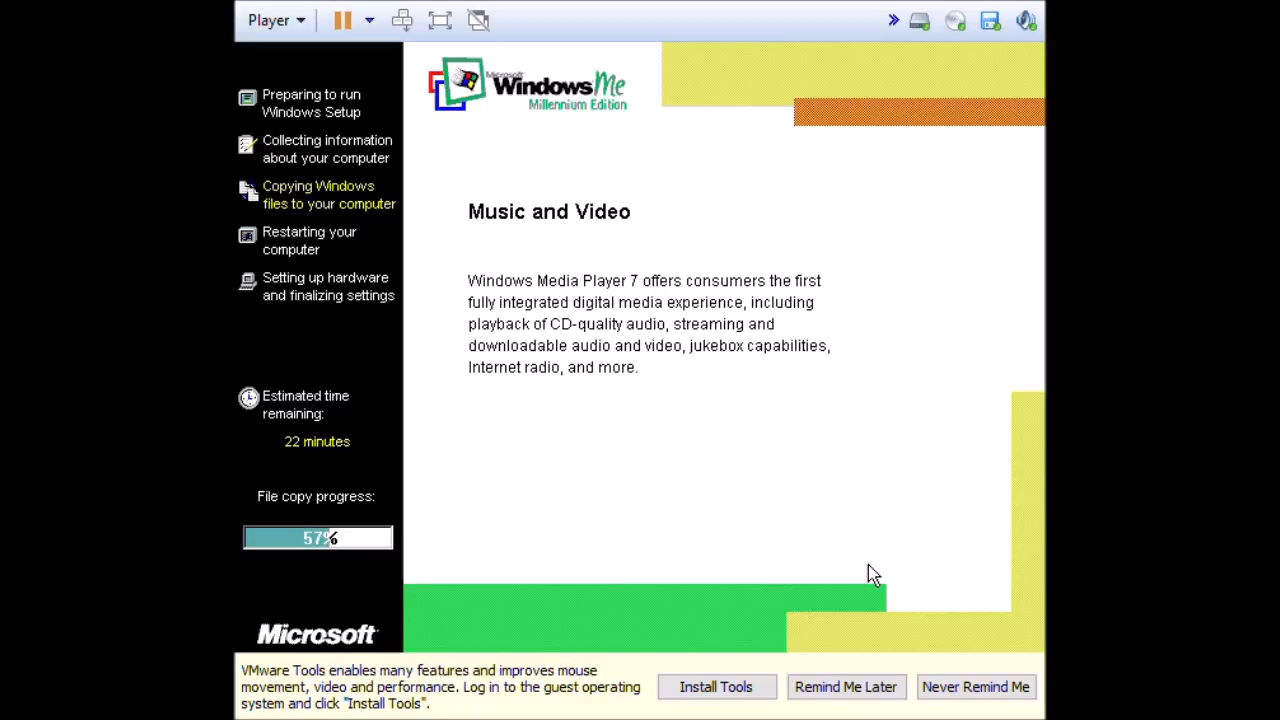 Player
Preparing to run
Windows Setup
Collecting information
about your computer
Copying Windows
files to your computer
Restarting your
computer
Setting up hardware
and finalizing settings
Estimated time
remaining:
22 minutes
File copy progress:
57%
Microsoft
Microsoft
Windows Me
Millennium Edition
Music and Video
Windows Media Player 7 offers consumers the first
fully integrated digital media experience, including
playback of CD-quality audio, streaming and
downloadable audio and video, jukebox capabilities,
Internet radio, and more.
VMware Tools enables many features and improves mouse
movement, video and performance. Log in to the guest operating
system and click "Install Tools".
Install Tools
Remind Me Later
Never Remind Me